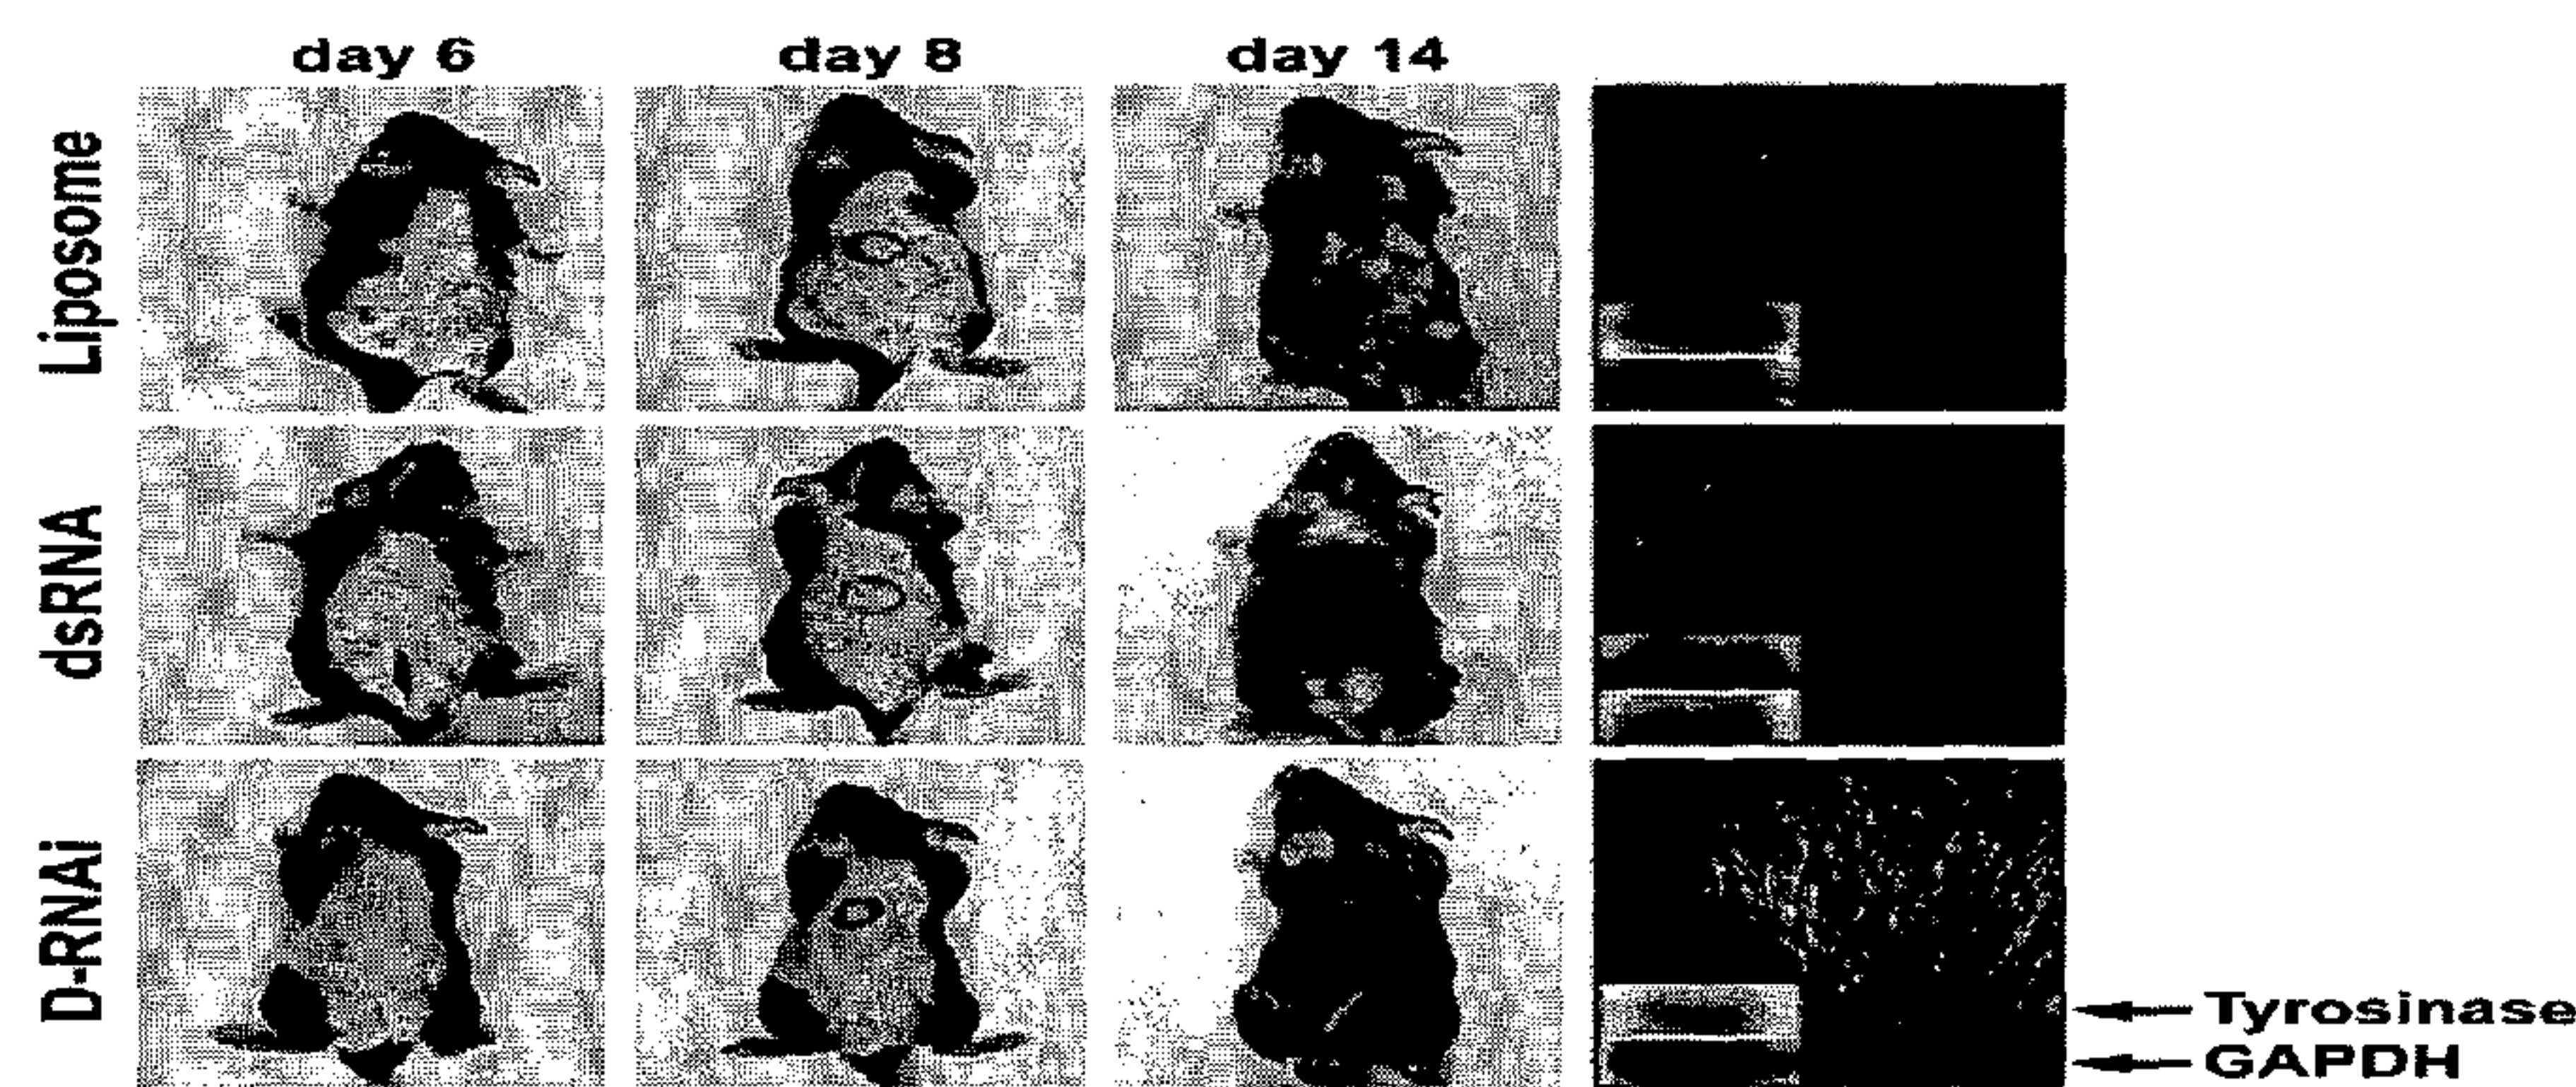 day 6
day 8
day 14
Liposome
dsRNA
D-RNAi
Tyrosinase
GAPDH